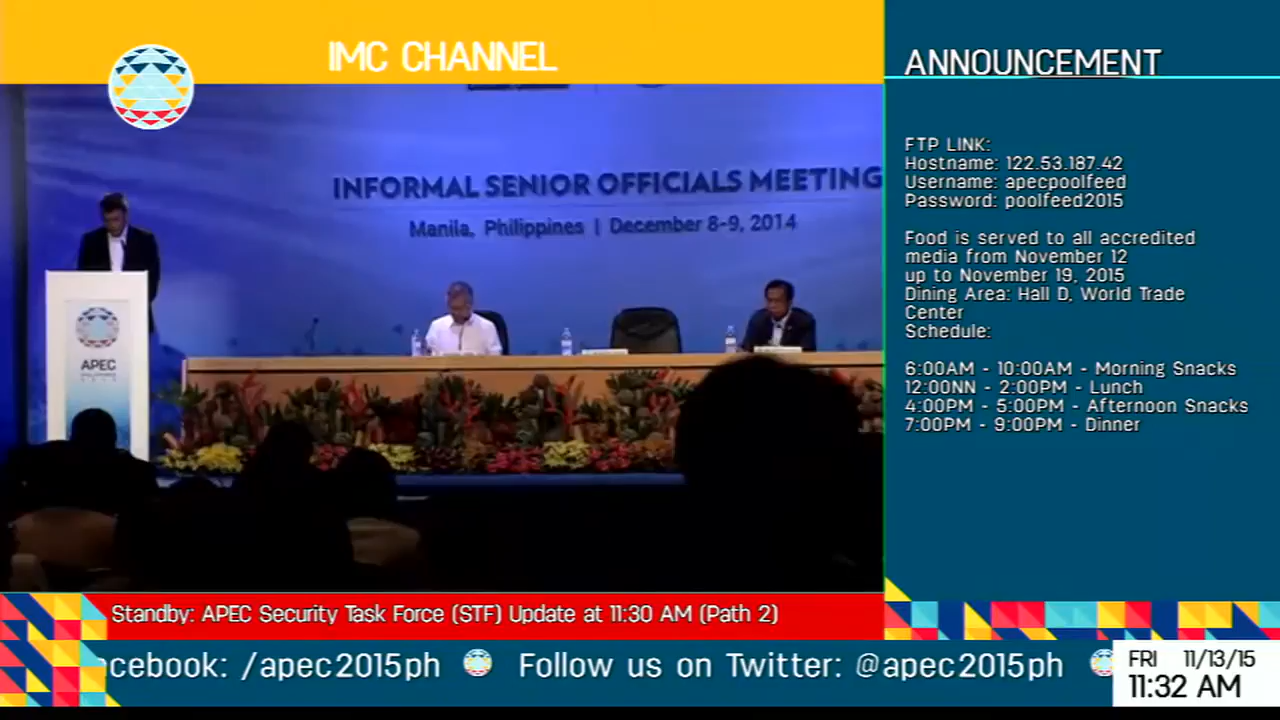 IMC CHANNEL
INFORMAL SENIOR OFFICIALS MEETING
Manila, Philippines | December 8-9, 2014
APEC
ANNOUNCEMENT
FTP LINK:
Hostname: 122.53.187.42
Username: apecpoolfeed
Password: poolfeed2015
Food is served to all accredited
media from November 12
up to November 19, 2015
Dining Area: Hall D, World Trade
Center
Schedule:
6:00AM - 10:00AM - Morning Snacks
12:00NN - 2:00PM - Lunch
4:00PM - 5:00PM - Afternoon Snacks
7:00PM - 9:00PM - Dinner
Standby: APEC Security Task Force (STF) Update at 11:30 AM (Path 2)
acebook: /apec2015ph Follow us on Twitter: @apec2015ph
FRI 11/13/15
11:32 AM